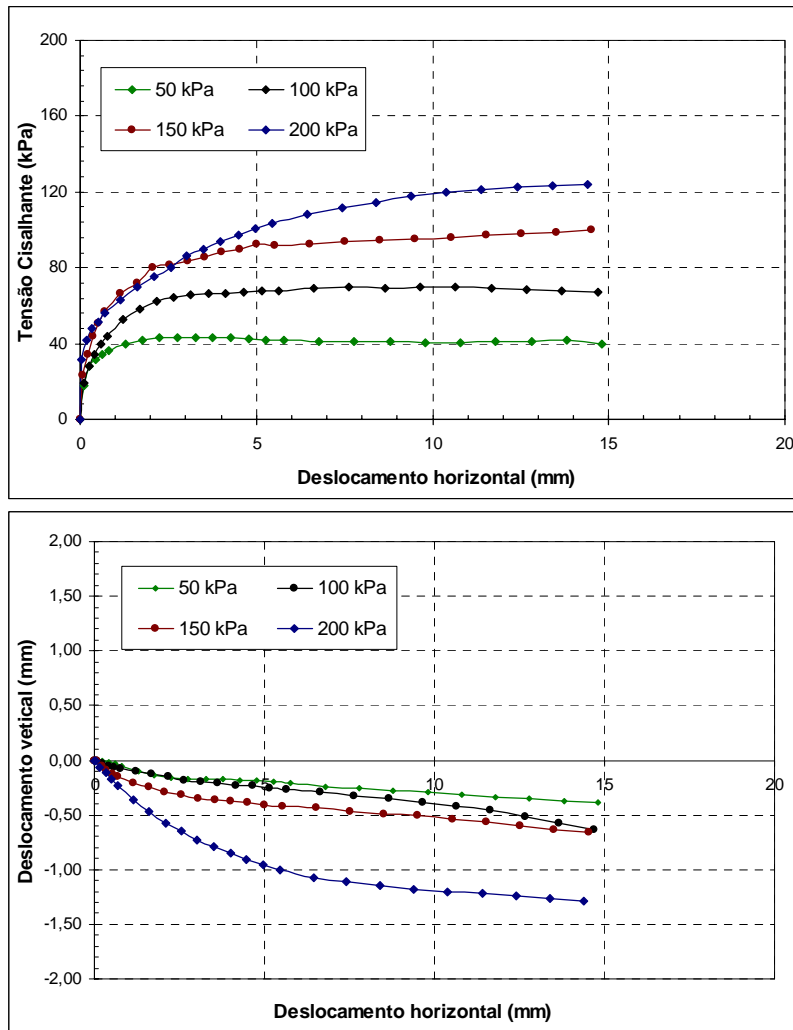 200
160
120
80
40
0
Tensão Cisalhante (kPa)
50 kPa
100 kPa
150 kPa
200 kPa
0
5
10
15
20
Deslocamento horizontal (mm)
2,00
1,50
1,00
0,50
0,00
-0,50
-1,00
-1,50
-2,00
Deslocamento vetical (mm)
50 kPa
100 kPa
150 kPa
200 kPa
0
5
10
15
20
Deslocamento horizontal (mm)